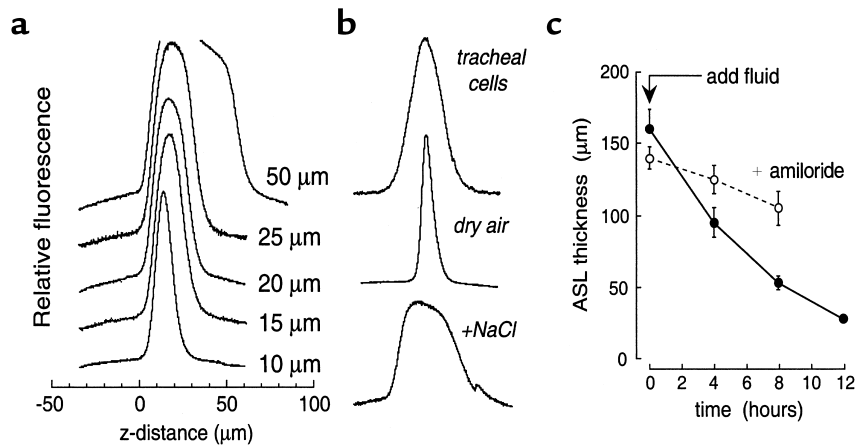 a
Relative fluorescence
50 μm
25 μm
20 μm
15 μm
10 μm
-50 0 50 100
z-distance (μm)
b
tracheal
cells
dry air
+NaCl
c
ASL thickness (μm)
200
150
100
50
0
add fluid
+ amiloride
0 2 4 6 8 10 12
time (hours)